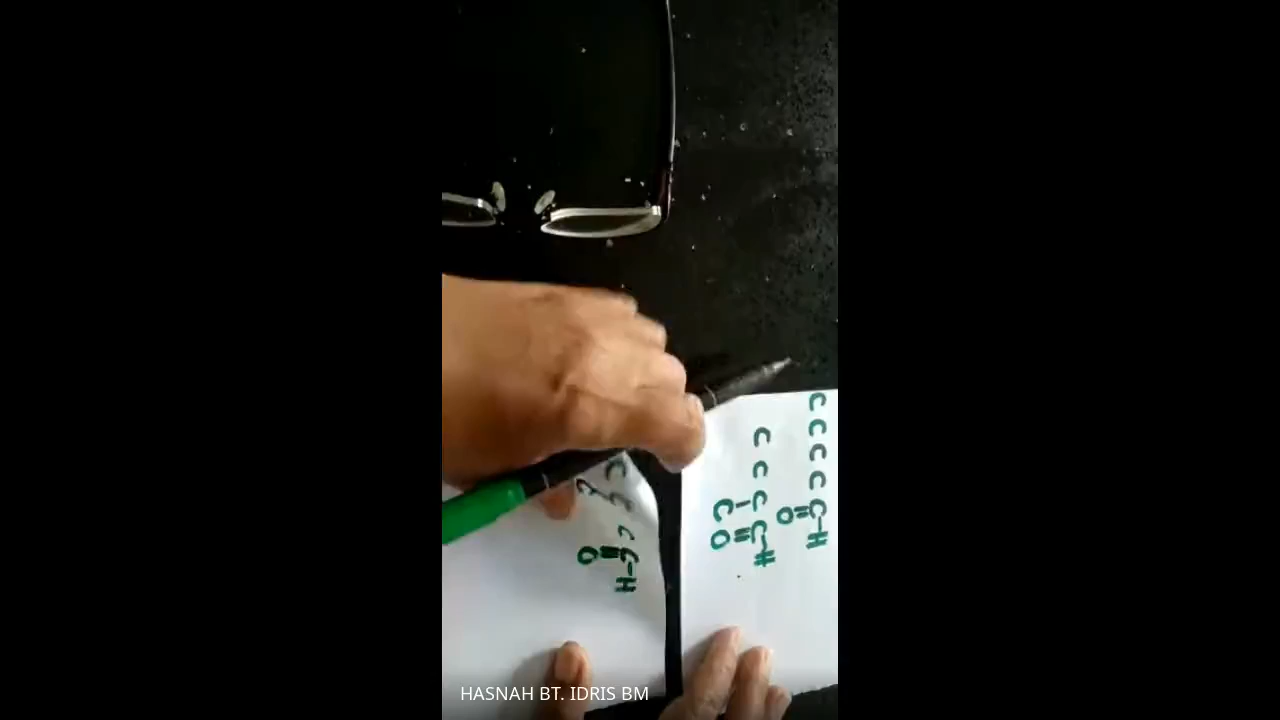 C C C C C-H
O
C C C C-H
C O
C C C C-H
C O
HASNAH BT. IDRIS BM